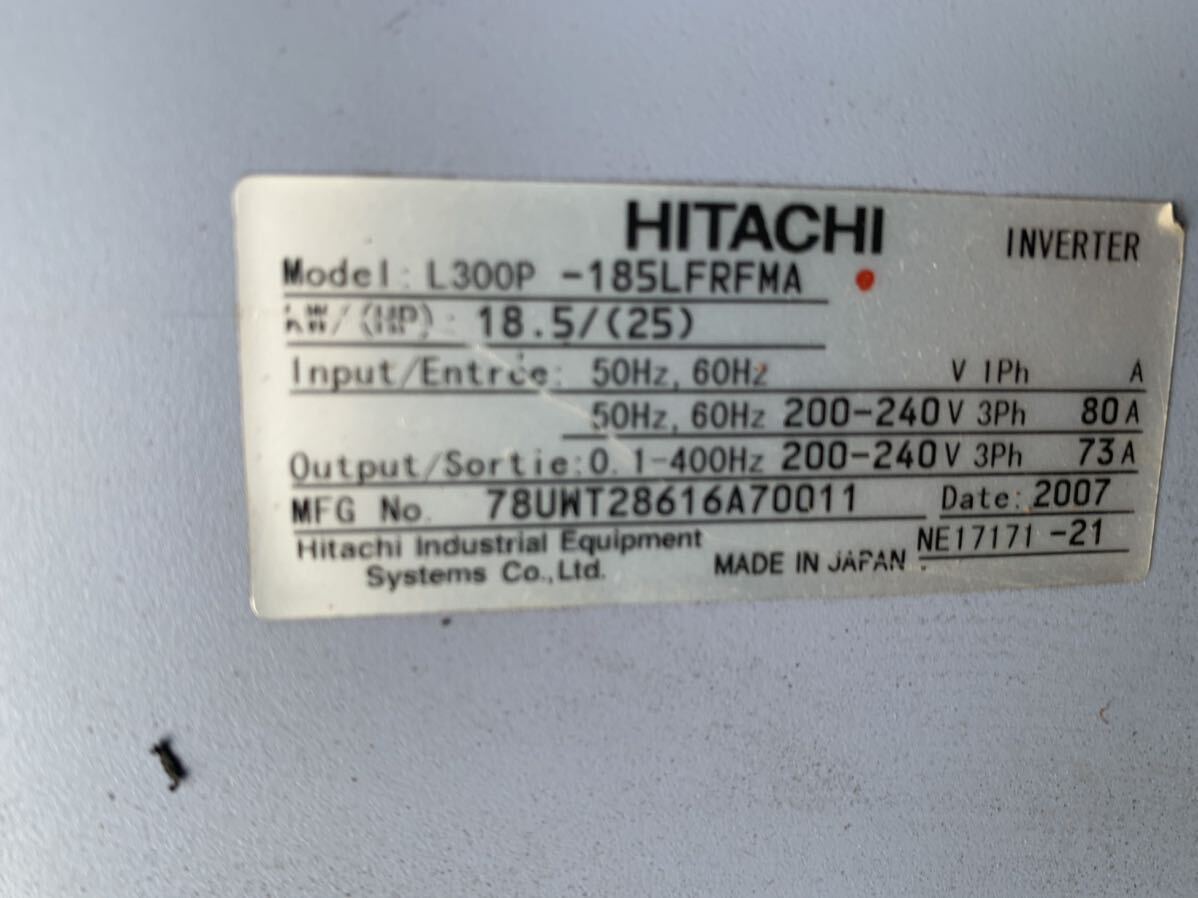 HITACHI INVERTER
Model: L300P -185LFRFMA
kW/(HP): 18.5/(25)
Input/Entrée: 50Hz, 60Hz V 1Ph A
50Hz, 60Hz 200-240V 3Ph 80A
Output/Sortie: 0.1-400Hz 200-240V 3Ph 73A
MFG No. 78UWT28616A70011 Date: 2007
Hitachi Industrial Equipment
Systems Co., Ltd. MADE IN JAPAN NE17171 -21